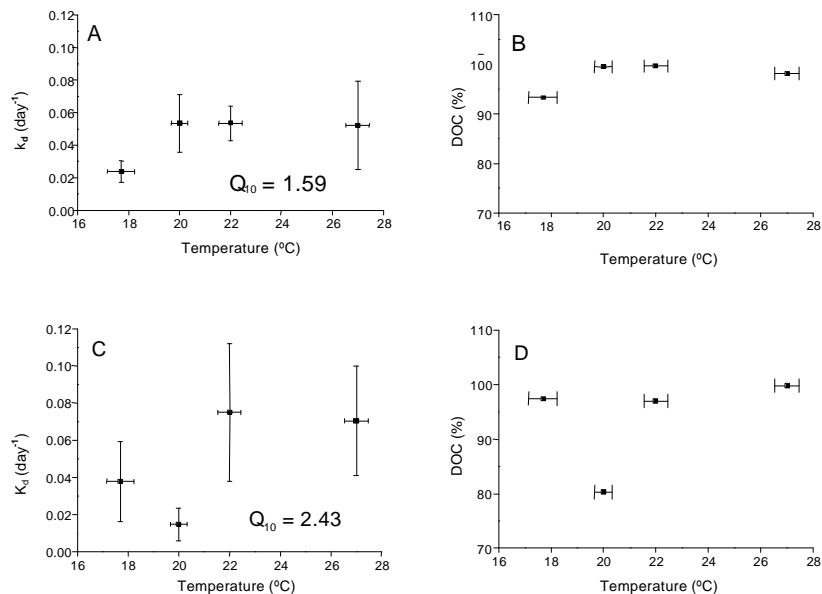 A
k_d (day⁻¹)
0.12
0.10
0.08
0.06
0.04
0.02
0.00
Q₁₀ = 1.59
16 18 20 22 24 26 28
Temperature (ºC)
B
DOC (%)
110
100
90
80
70
16 18 20 22 24 26 28
Temperature (ºC)
C
K_d (day⁻¹)
0.12
0.10
0.08
0.06
0.04
0.02
0.00
Q₁₀ = 2.43
16 18 20 22 24 26 28
Temperature (ºC)
D
DOC (%)
110
100
90
80
70
16 18 20 22 24 26 28
Temperature (ºC)